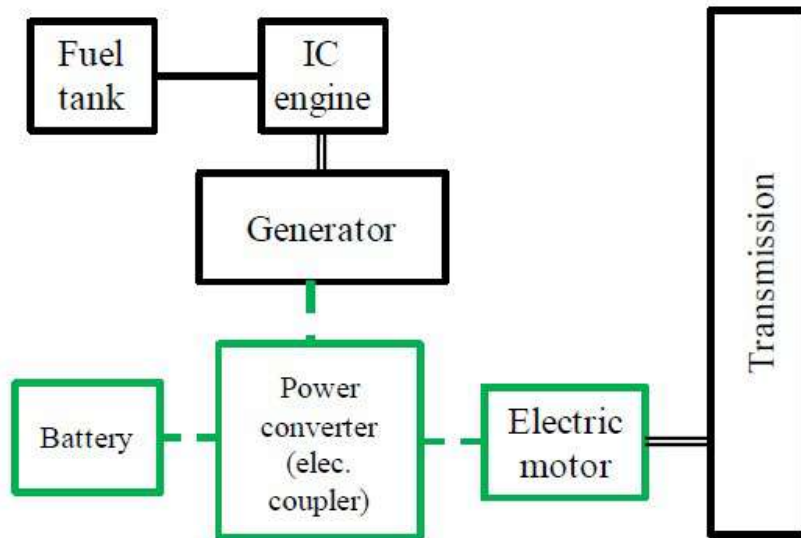 Fuel
tank
IC
engine
Generator
Transmission
Battery
Power
converter
(elec.
coupler)
Electric
motor